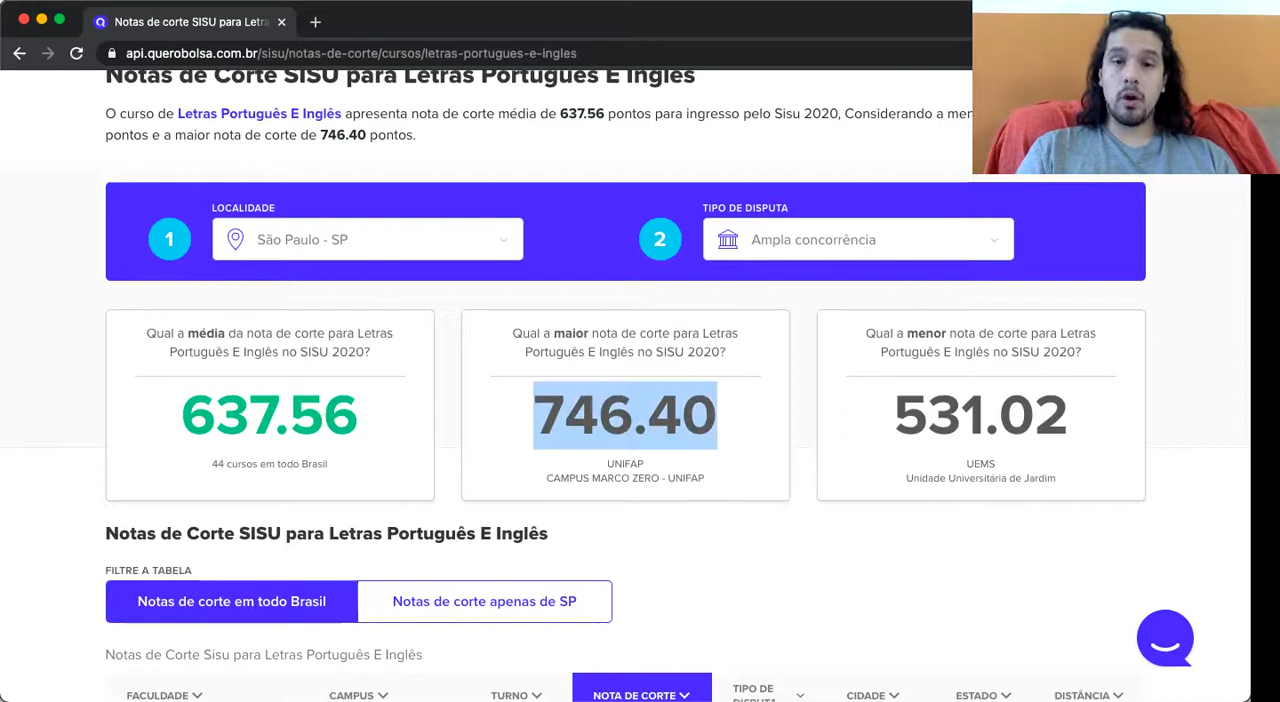 Notas de corte SISU para Letra
api.querobolsa.com.br/sisu/notas-de-corte/cursos/letras-portugues-e-ingles
Notas de Corte SISU para Letras Português E Inglês
O curso de Letras Português E Inglês apresenta nota de corte média de 637.56 pontos para ingresso pelo Sisu 2020, Considerando a men
pontos e a maior nota de corte de 746.40 pontos.
LOCALIDADE
1
São Paulo - SP
TIPO DE DISPUTA
2
Ampla concorrência
Qual a média da nota de corte para Letras
Português E Inglês no SISU 2020?
637.56
44 cursos em todo Brasil
Qual a maior nota de corte para Letras
Português E Inglês no SISU 2020?
746.40
UNIFAP
CAMPUS MARCO ZERO - UNIFAP
Qual a menor nota de corte para Letras
Português E Inglês no SISU 2020?
531.02
UEMS
Unidade Universitária de Jardim
Notas de Corte SISU para Letras Português E Inglês
FILTRE A TABELA
Notas de corte em todo Brasil
Notas de corte apenas de SP
Notas de Corte Sisu para Letras Português E Inglês
FACULDADE CAMPUS TURNO NOTA DE CORTE TIPO DE DISPUTA CIDADE ESTADO DISTÂNCIA